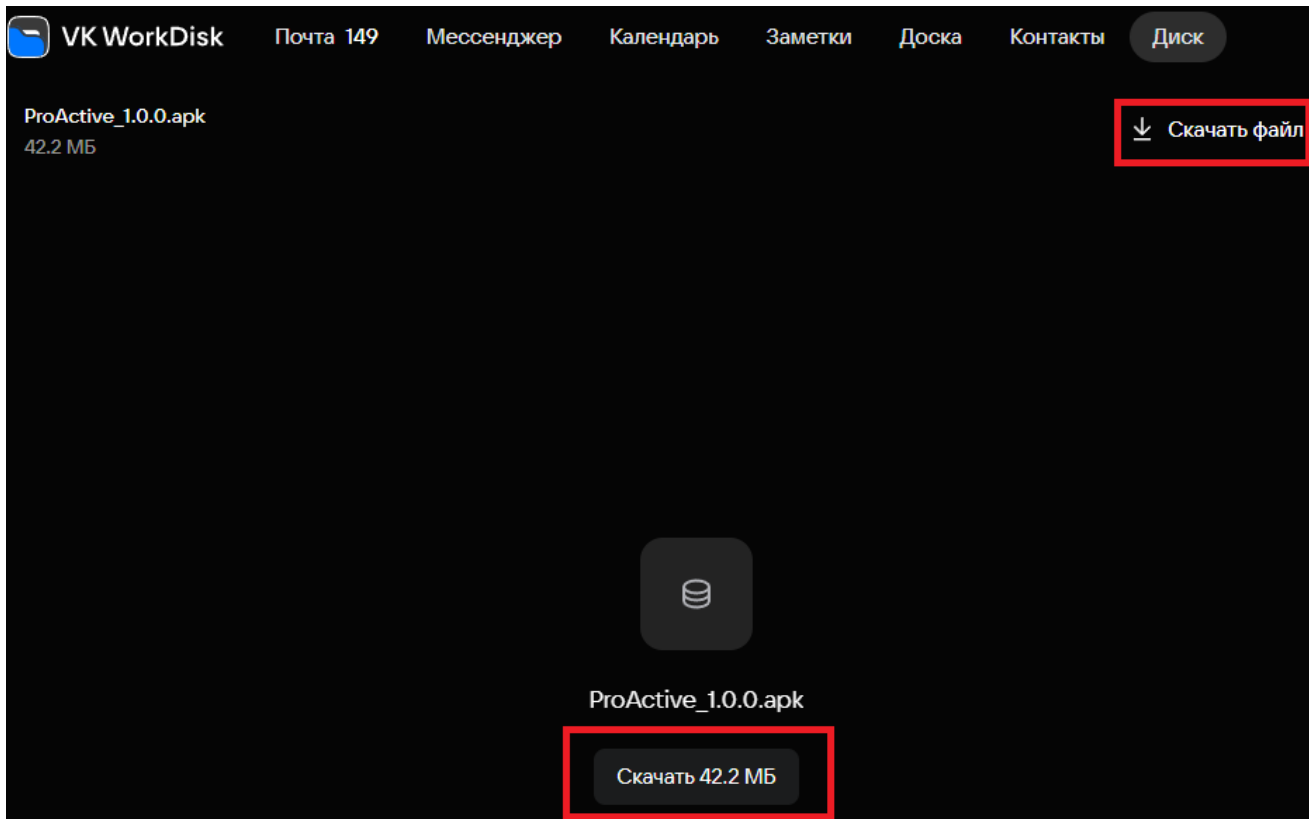 VK WorkDisk Почта 149 Мессенджер Календарь Заметки Доска Контакты Диск
ProActive_1.0.0.apk
42.2 МБ
Скачать файл
ProActive_1.0.0.apk
Скачать 42.2 МБ